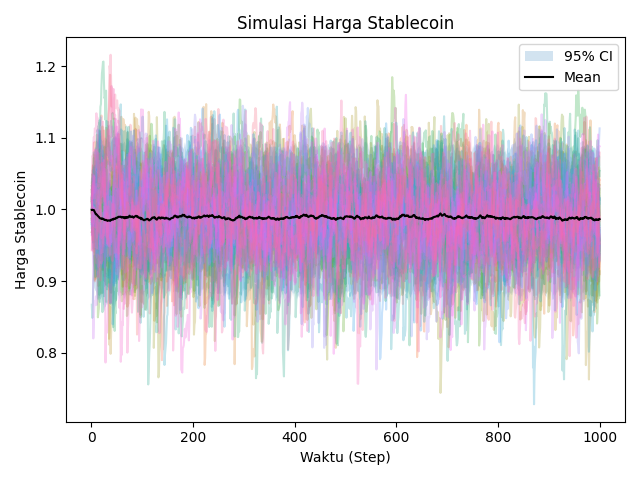 Simulasi Harga Stablecoin
95% CI
Mean
1.2
1.1
1.0
0.9
0.8
Harga Stablecoin
0
200
400
600
800
1000
Waktu (Step)